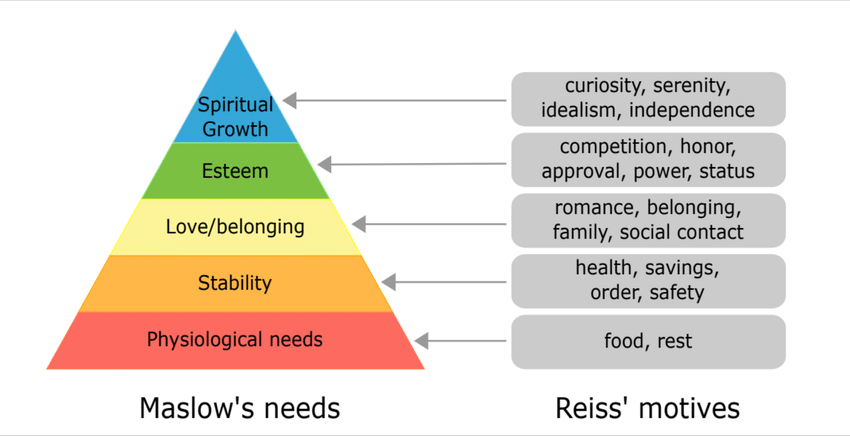 Spiritual
Growth
curiosity, serenity,
idealism, independence
Esteem
competition, honor,
approval, power, status
Love/belonging
romance, belonging,
family, social contact
Stability
health, savings,
order, safety
Physiological needs
food, rest
Maslow's needs
Reiss' motives